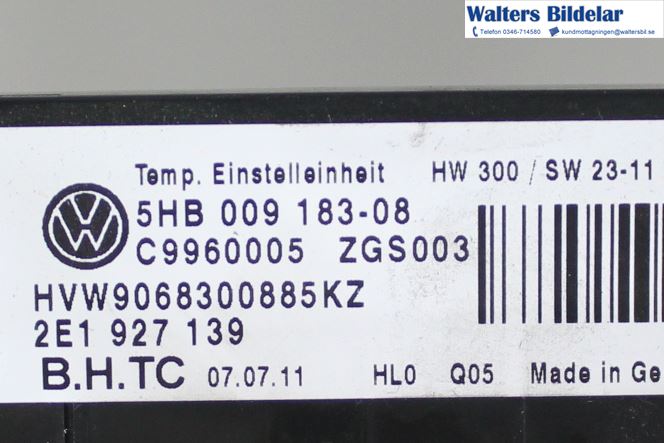 Walters Bildelar
Telefon 0346-714580 kundmottagningen@waltersbil.se
Temp. Einstelleinheit HW 300 / SW 23-11
5HB 009 183-08
C9960005 ZGS003
HVW9068300885KZ
2E1 927 139
B.H.TC 07.07.11 HL0 Q05 Made in Ge